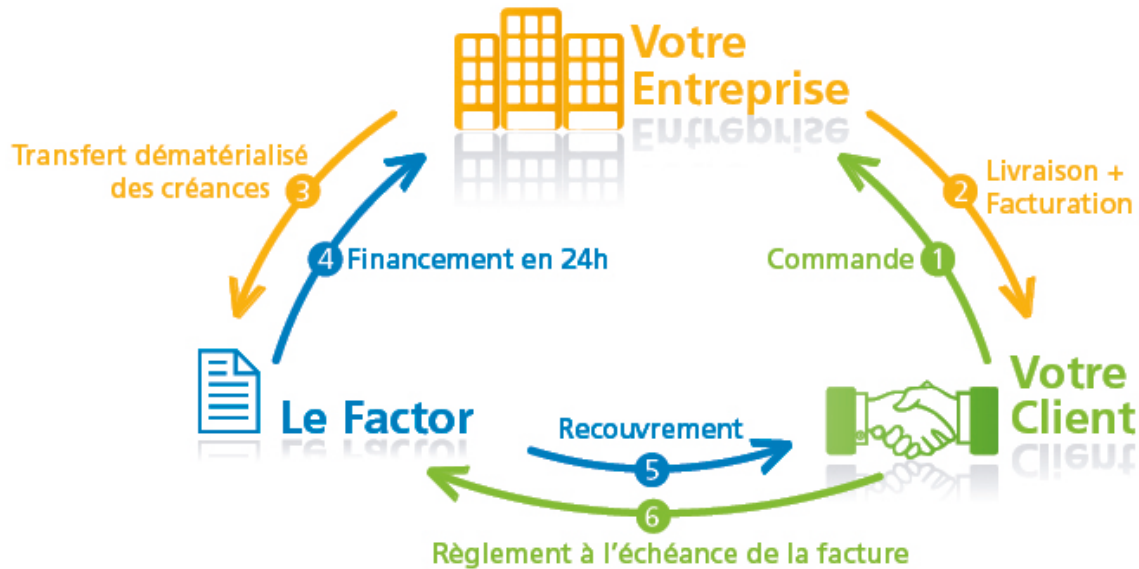 Votre
Entreprise
Transfert dématérialisé
des créances
3
2
Livraison +
Facturation
4
Financement en 24h
Commande
1
Le Factor
Votre
Client
Recouvrement
5
6
Règlement à l'échéance de la facture